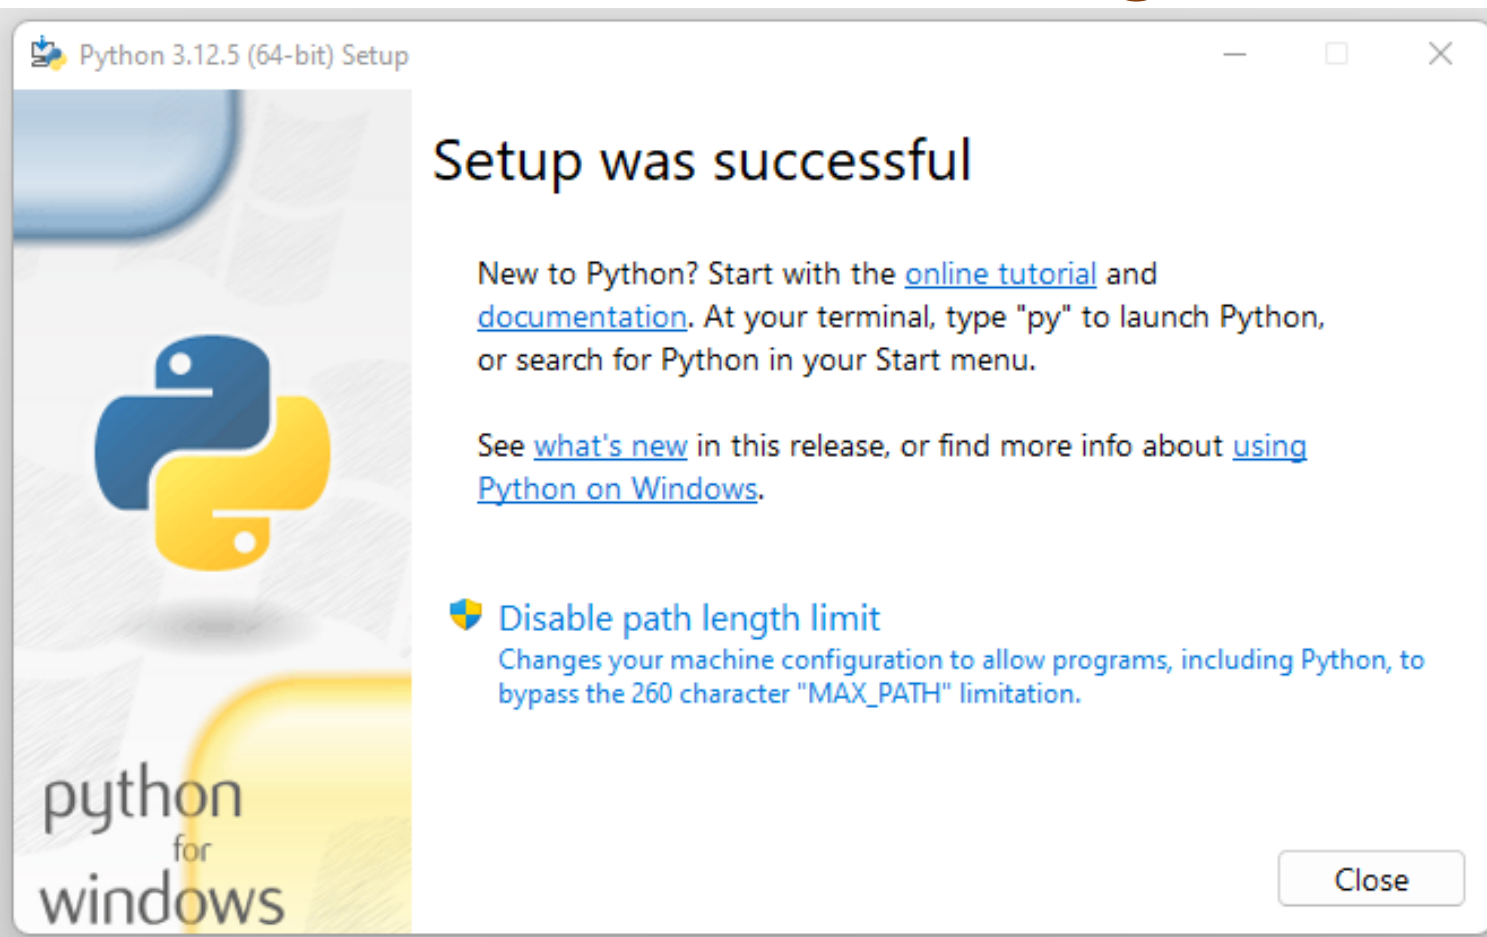 Python 3.12.5 (64-bit) Setup
Setup was successful
New to Python? Start with the online tutorial and
documentation. At your terminal, type "py" to launch Python,
or search for Python in your Start menu.
See what's new in this release, or find more info about using
Python on Windows.
Disable path length limit
Changes your machine configuration to allow programs, including Python, to
bypass the 260 character "MAX_PATH" limitation.
python
for
windows
Close